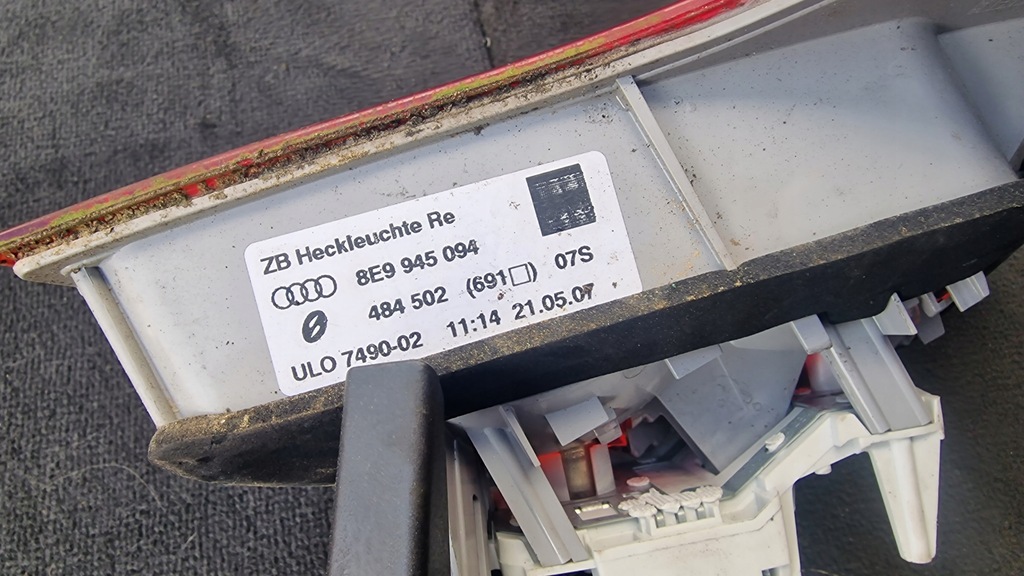 ZB Heckleuchte Re
8E9 945 094
484 502 (691□) 07S
ULO 7490-02 11:14 21.05.07